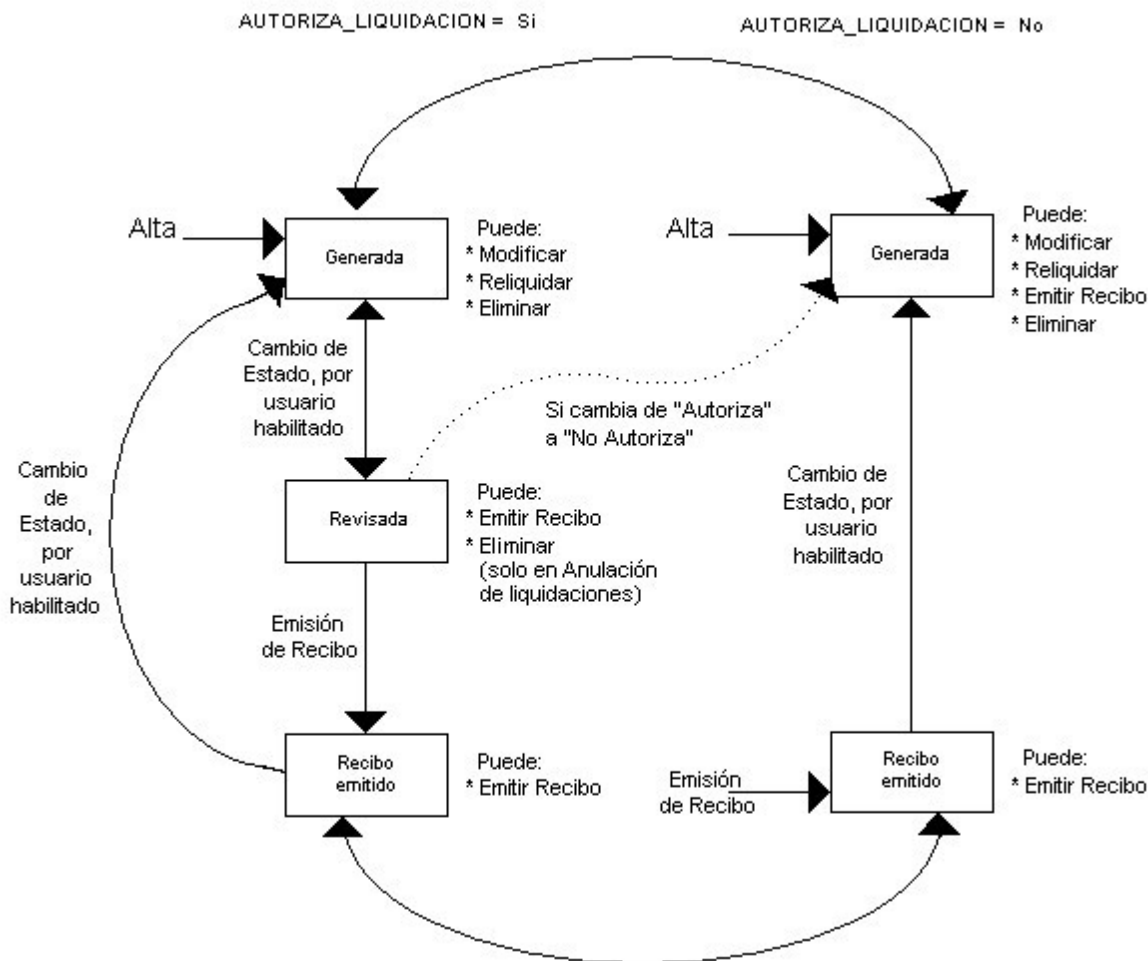 AUTORIZA_LIQUIDACION = Si
AUTORIZA_LIQUIDACION = No
Alta
Generada
Puede:
* Modificar
* Reliquidar
* Eliminar
Alta
Generada
Puede:
* Modificar
* Reliquidar
* Emitir Recibo
* Eliminar
Cambio de
Estado, por
usuario
habilitado
Si cambia de "Autoriza"
a "No Autoriza"
Cambio
de
Estado,
por
usuario
habilitado
Revisada
Puede:
* Emitir Recibo
* Eliminar
(solo en Anulación
de liquidaciones)
Cambio de
Estado, por
usuario
habilitado
Emisión
de Recibo
Recibo
emitido
Puede:
* Emitir Recibo
Emisión
de Recibo
Recibo
emitido
Puede:
* Emitir Recibo